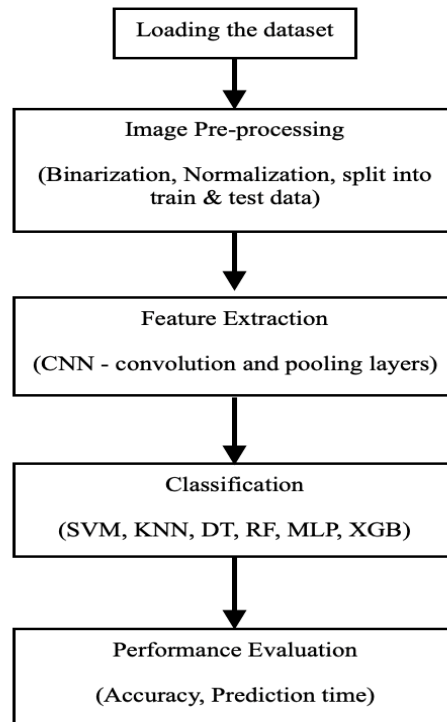 Loading the dataset
Image Pre-processing
(Binarization, Normalization, split into
train & test data)
Feature Extraction
(CNN - convolution and pooling layers)
Classification
(SVM, KNN, DT, RF, MLP, XGB)
Performance Evaluation
(Accuracy, Prediction time)